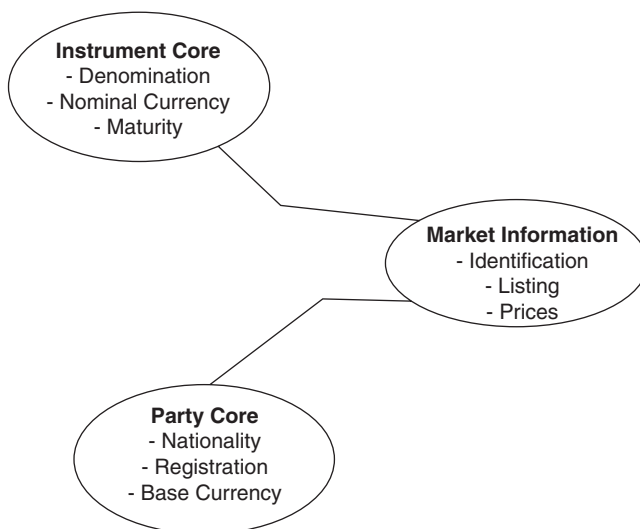 Instrument Core
- Denomination
- Nominal Currency
- Maturity
Market Information
- Identification
- Listing
- Prices
Party Core
- Nationality
- Registration
- Base Currency